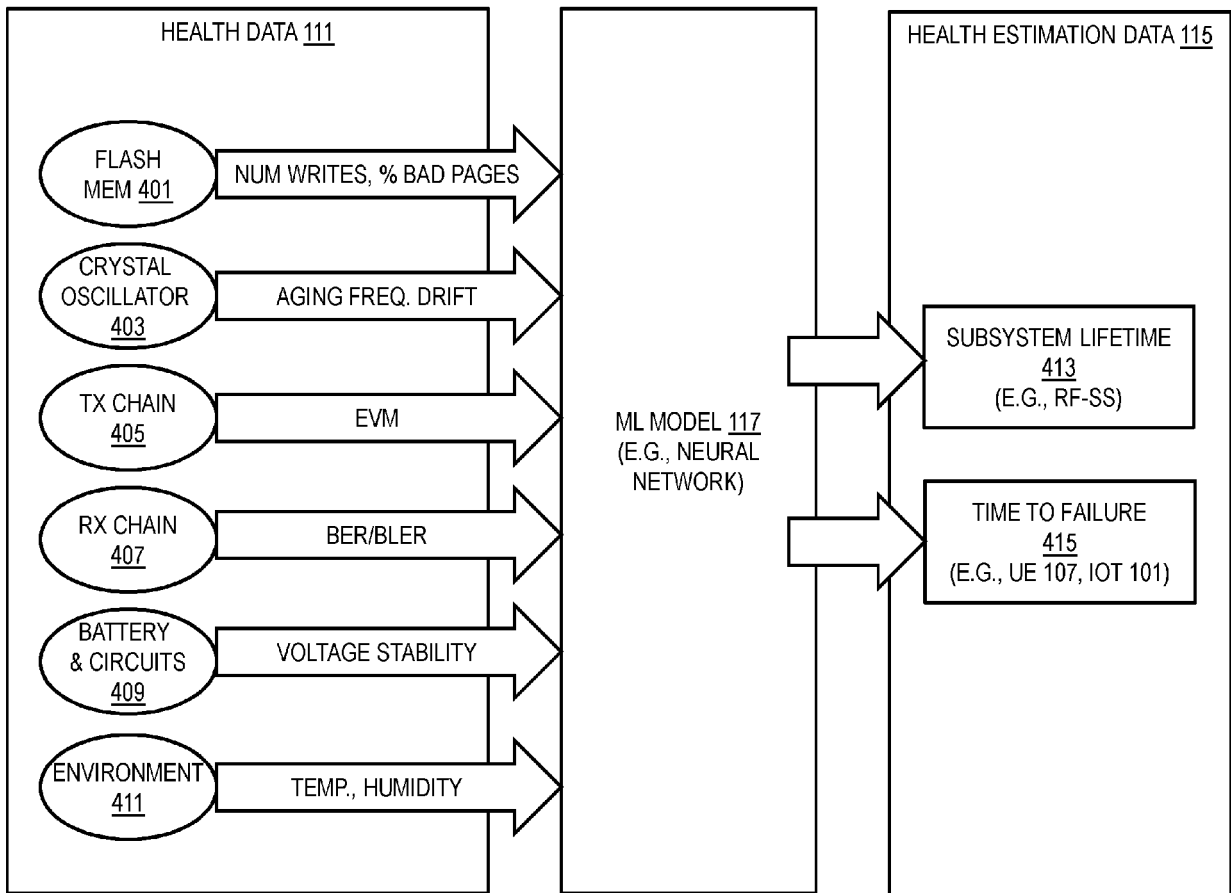 HEALTH DATA 111
FLASH
MEM 401
NUM WRITES, % BAD PAGES
CRYSTAL
OSCILLATOR
403
AGING FREQ. DRIFT
TX CHAIN
405
EVM
RX CHAIN
407
BER/BLER
BATTERY
& CIRCUITS
409
VOLTAGE STABILITY
ENVIRONMENT
411
TEMP., HUMIDITY
ML MODEL 117
(E.G., NEURAL
NETWORK)
HEALTH ESTIMATION DATA 115
SUBSYSTEM LIFETIME
413
(E.G., RF-SS)
TIME TO FAILURE
415
(E.G., UE 107, IOT 101)